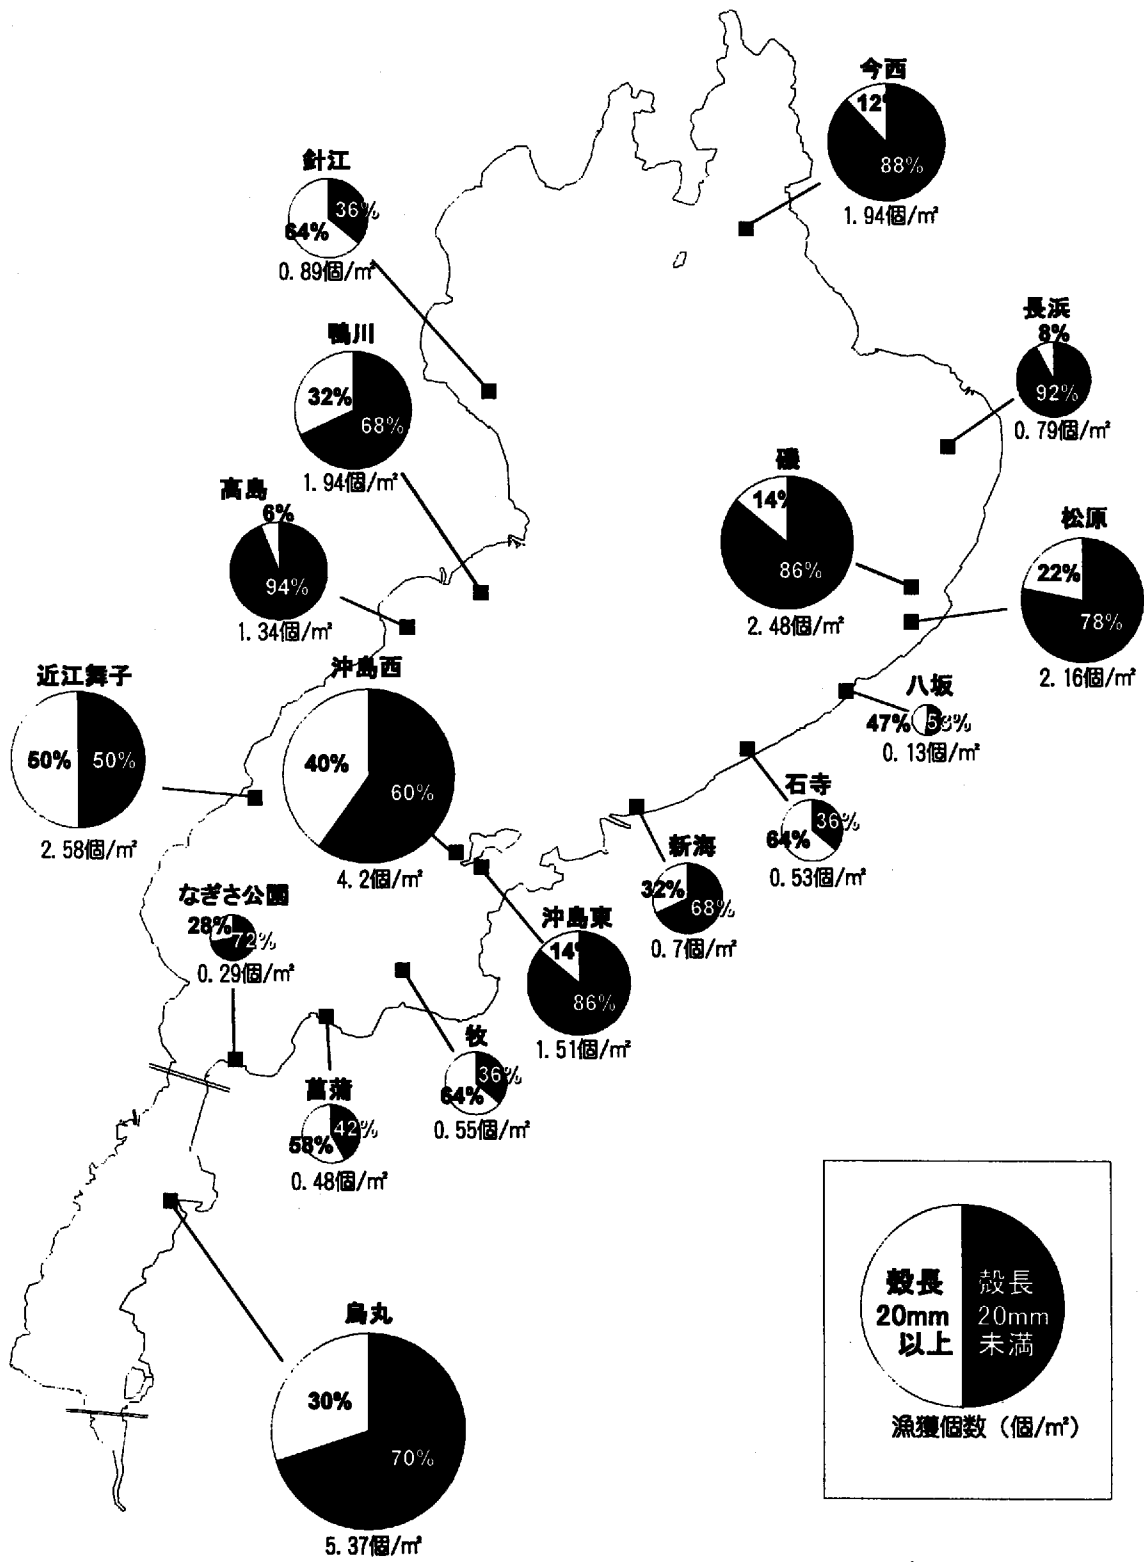 今西
12%
88%
1.94個/㎡
針江
36%
64%
0.89個/㎡
長浜
8%
92%
0.79個/㎡
鴨川
32%
68%
1.94個/㎡
磯
14%
86%
2.48個/㎡
高島
6%
94%
1.34個/㎡
松原
22%
78%
2.16個/㎡
近江舞子
50%
50%
2.58個/㎡
沖島西
40%
60%
4.2個/㎡
八坂
47%
53%
0.13個/㎡
石寺
36%
64%
0.53個/㎡
新海
32%
68%
0.7個/㎡
なぎさ公園
28%
72%
0.29個/㎡
沖島東
14%
86%
1.51個/㎡
牧
36%
64%
0.55個/㎡
菖蒲
42%
58%
0.48個/㎡
烏丸
30%
70%
5.37個/㎡
殻長
20mm
以上
殻長
20mm
未満
漁獲個数（個/㎡）